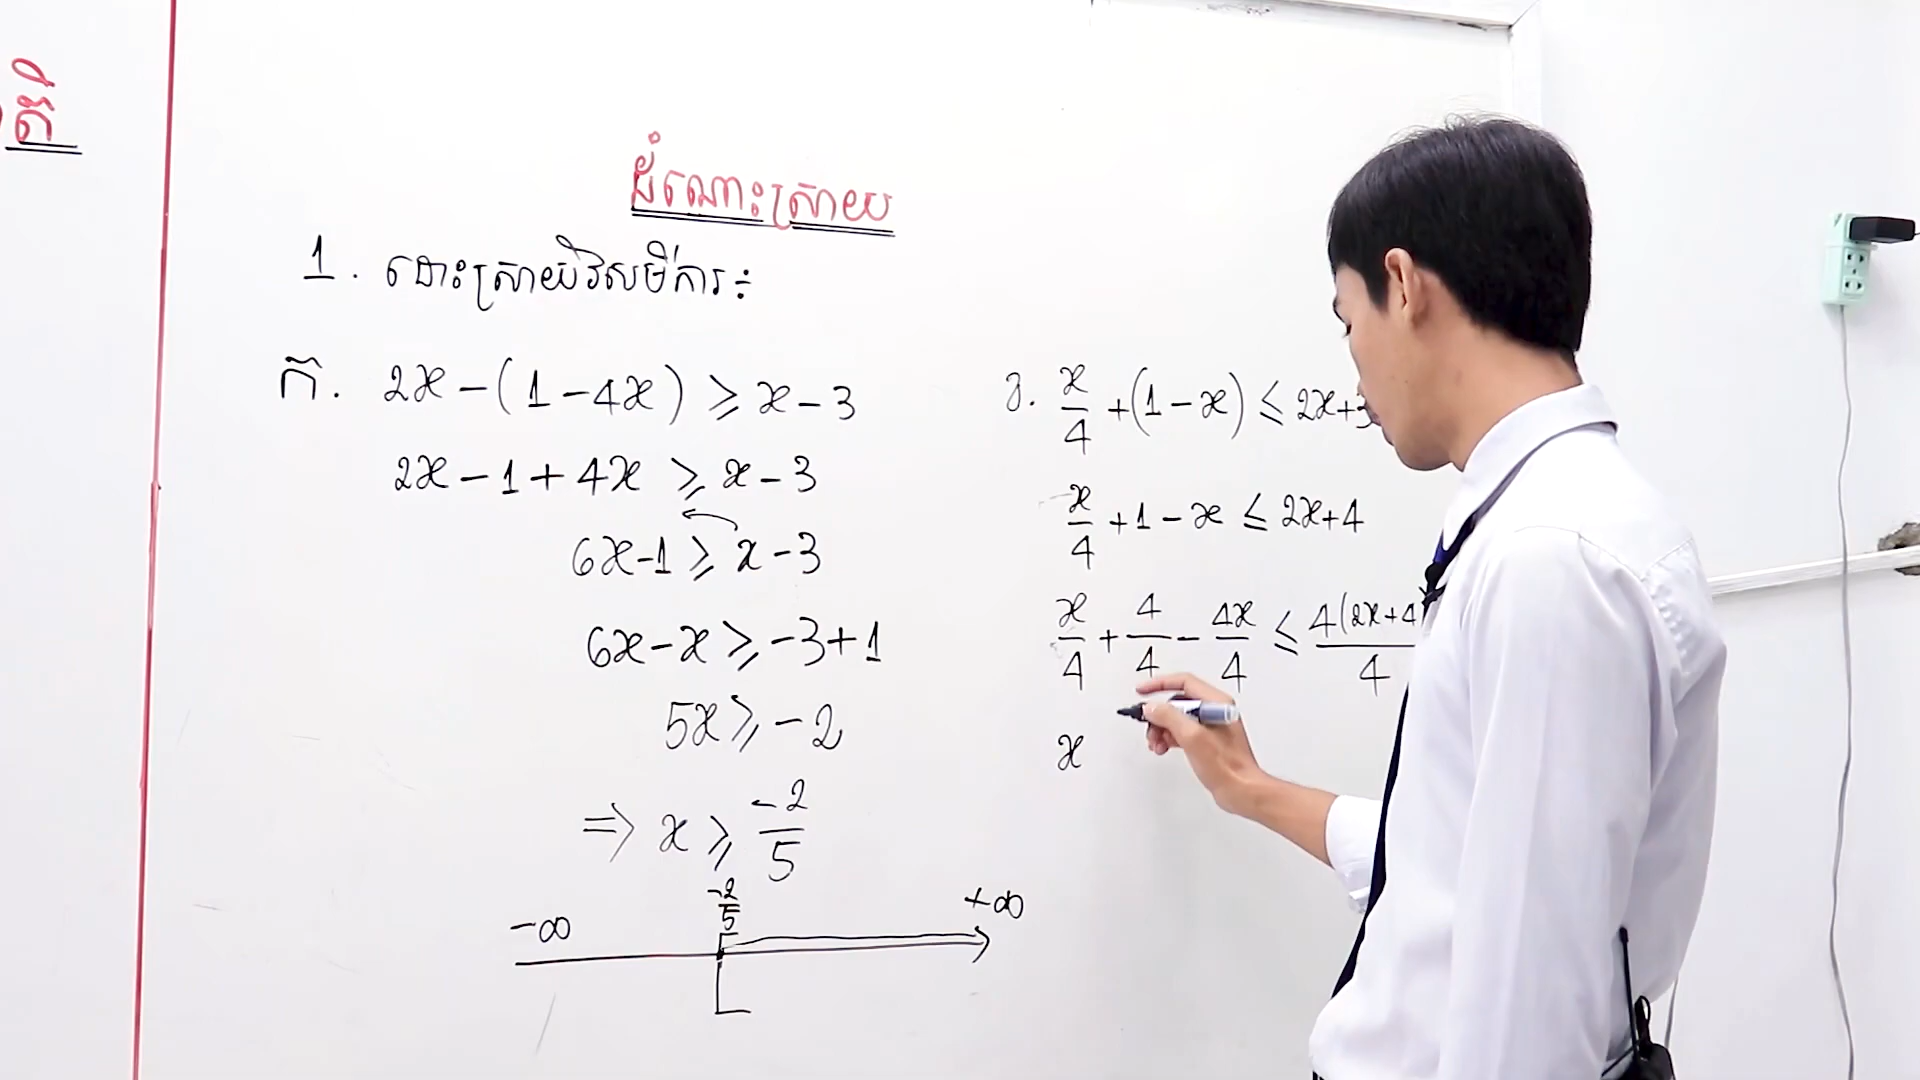 តិ
ដំណោះស្រាយ
1. ដោះស្រាយវិសមីការ ÷
ក. 2x - (1 - 4x) ⩾ x - 3
2x - 1 + 4x ⩾ x - 3
6x - 1 ⩾ x - 3
6x - x ⩾ -3 + 1
5x ⩾ -2
⇒ x ⩾ -2/5
-∞ -2/5 +∞
ខ. x/4 + (1 - x) ≤ 2x + 3
x/4 + 1 - x ≤ 2x + 4
x/4 + 4/4 - 4x/4 ≤ 4(2x + 4)/4
x